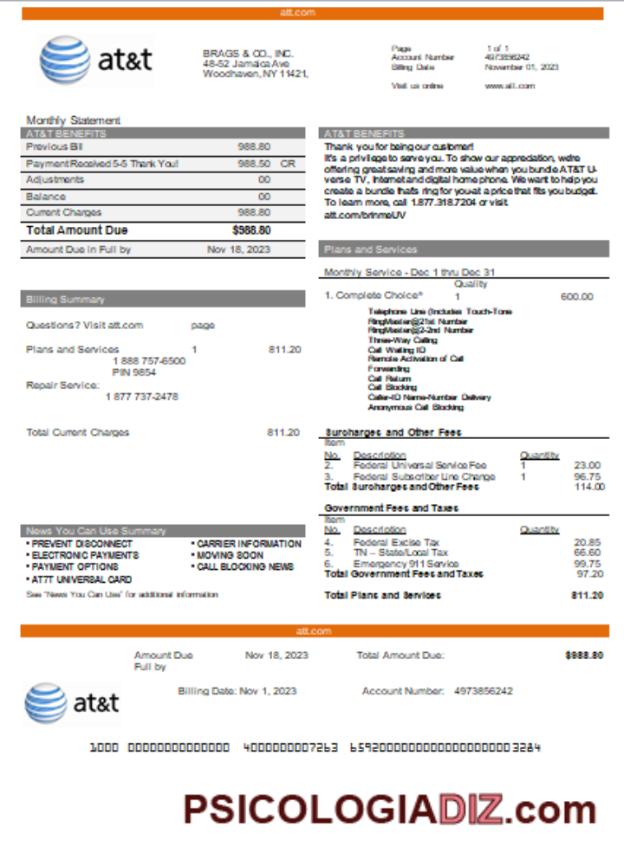 att.com
at&t
BRAGS & CO., INC.
48-52 Jamaica Ave
Woodhaven, NY 11421,
Page 1 of 1
Account Number 4973856242
Billing Date November 01, 2023
Visit us online www.att.com
Monthly Statement
AT&T BENEFITS
Previous Bill 988.80
Payment Received 5-5 Thank You! 988.50 CR
Adjustments 00
Balance 00
Current Charges 988.80
Total Amount Due $988.80
Amount Due in Full by Nov 18, 2023
Billing Summary
Questions? Visit att.com page
Plans and Services 1 811.20
1 888 757-6500
PIN 9854
Repair Service:
1 877 737-2478
Total Current Charges 811.20
News You Can Use Summary
• PREVENT DISCONNECT • CARRIER INFORMATION
• ELECTRONIC PAYMENTS • MOVING SOON
• PAYMENT OPTIONS • CALL BLOCKING NEWS
• AT7T UNIVERSAL CARD
See "News You Can Use" for additional information
AT&T BENEFITS
Thank you for being our customer!
It's a privilege to serve you. To show our appreciation, we're
offering great saving and more value when you bundle AT&T U-
verse TV, Internet and digital home phone. We want to help you
create a bundle that's ring for you-at a price that fits you budget.
To learn more, call 1.877.318.7204 or visit.
att.com/brinmeUV
Plans and Services
Monthly Service - Dec 1 thru Dec 31
Quality
1. Complete Choice® 1 600.00
Telephone Line (Includes Touch-Tone
RingMaster@21st Number
RingMaster@2-2nd Number
Three-Way Calling
Call Waiting ID
Remote Activation of Call
Forwarding
Call Return
Call Blocking
Caller-ID Name-Number Delivery
Anonymous Call Blocking
Surcharges and Other Fees
Item
No. Description Quantity
2. Federal Universal Service Fee 1 23.00
3. Federal Subscriber Line Change 1 96.75
Total Surcharges and Other Fees 114.00
Government Fees and Taxes
Item
No. Description Quantity
4. Federal Excise Tax 20.85
5. TN – State/Local Tax 66.60
6. Emergency 911 Service 99.75
Total Government Fees and Taxes 97.20
Total Plans and Services 811.20
att.com
Amount Due Nov 18, 2023 Total Amount Due: $988.80
Full by
Billing Date: Nov 1, 2023 Account Number: 4973856242
at&t
1000 4000000007263
PSICOLOGIADIZ.com